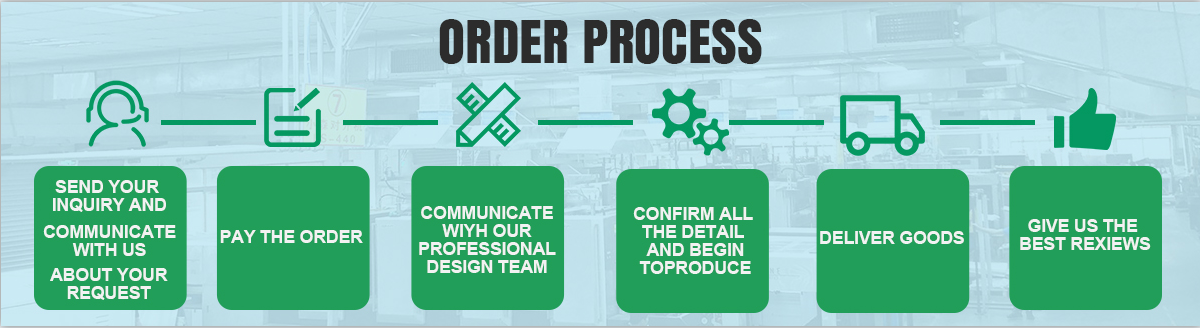 ORDER PROCESS
SEND YOUR
INQUIRY AND
COMMUNICATE
WITH US
ABOUT YOUR
REQUEST
PAY THE ORDER
COMMUNICATE
WIYH OUR
PROFESSIONAL
DESIGN TEAM
CONFIRM ALL
THE DETAIL
AND BEGIN
TOPRODUCE
DELIVER GOODS
GIVE US THE
BEST REXIEWS